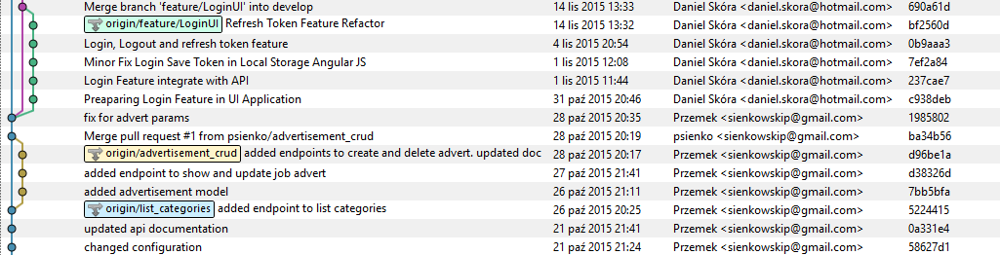 Merge branch 'feature/LoginUI' into develop 14 lis 2015 13:33 Daniel Skóra <daniel.skora@hotmail.com> 690a61d
origin/feature/LoginUI Refresh Token Feature Refactor 14 lis 2015 13:32 Daniel Skóra <daniel.skora@hotmail.com> bf2560d
Login, Logout and refresh token feature 4 lis 2015 20:54 Daniel Skóra <daniel.skora@hotmail.com> 0b9aaa3
Minor Fix Login Save Token in Local Storage Angular JS 1 lis 2015 12:08 Daniel Skóra <daniel.skora@hotmail.com> 7ef2a84
Login Feature integrate with API 1 lis 2015 11:44 Daniel Skóra <daniel.skora@hotmail.com> 237cae7
Preaparing Login Feature in UI Application 31 paź 2015 20:46 Daniel Skóra <daniel.skora@hotmail.com> c938deb
fix for advert params 28 paź 2015 20:35 Przemek <sienkowskip@gmail.com> 1985802
Merge pull request #1 from psienko/advertisement_crud 28 paź 2015 20:19 psienko <sienkowskip@gmail.com> ba34b56
origin/advertisement_crud added endpoints to create and delete advert. updated doc 28 paź 2015 20:17 Przemek <sienkowskip@gmail.com> d96be1a
added endpoint to show and update job advert 27 paź 2015 21:41 Przemek <sienkowskip@gmail.com> d38326d
added advertisement model 26 paź 2015 21:11 Przemek <sienkowskip@gmail.com> 7bb5bfa
origin/list_categories added endpoint to list categories 26 paź 2015 20:25 Przemek <sienkowskip@gmail.com> 5224415
updated api documentation 21 paź 2015 21:41 Przemek <sienkowskip@gmail.com> 0a331e4
changed configuration 21 paź 2015 21:24 Przemek <sienkowskip@gmail.com> 58627d1